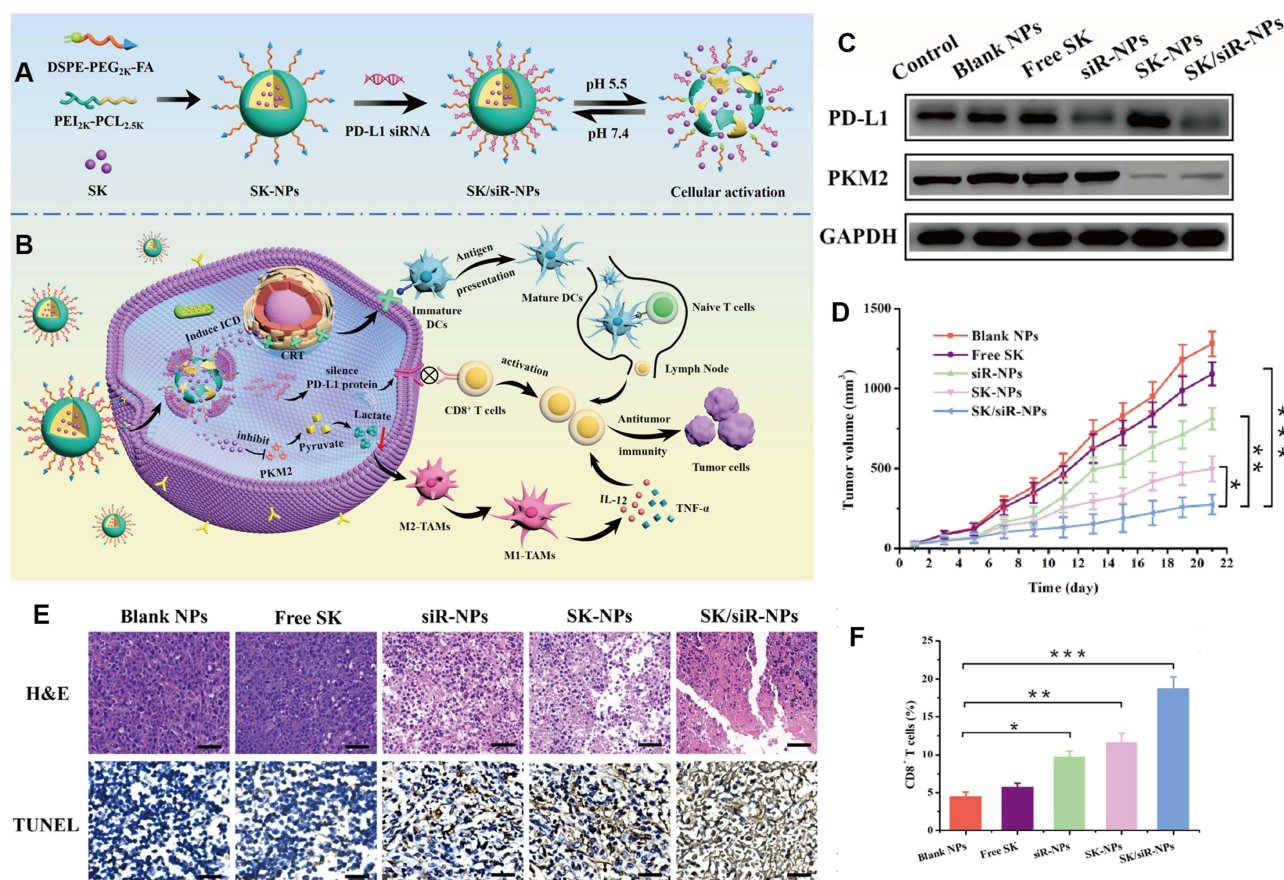 A
DSPE-PEG2K-FA
PEI2K-PCL2.5K
SK
SK-NPs
PD-L1 siRNA
SK/siR-NPs
pH 5.5
pH 7.4
Cellular activation
B
Induce ICD
CRT
silence
PD-L1 protein
inhibit
PKM2
Pyruvate
Lactate
Immature
DCs
Antigen
presentation
Mature DCs
Naive T cells
Lymph Node
CD8+ T cells
activation
Antitumor
immunity
Tumor cells
M2-TAMs
M1-TAMs
IL-12
TNF-α
C
Control
Blank NPs
Free SK
siR-NPs
SK-NPs
SK/siR-NPs
PD-L1
PKM2
GAPDH
D
Tumor volume (mm3)
1500
1000
500
0
Blank NPs
Free SK
siR-NPs
SK-NPs
SK/siR-NPs
*
**
***
0 2 4 6 8 10 12 14 16 18 20 22
Time (day)
E
Blank NPs Free SK siR-NPs SK-NPs SK/siR-NPs
H&E
TUNEL
F
CD8+ T cells (%)
25
20
15
10
5
0
***
**
*
Blank NPs Free SK siR-NPs SK-NPs SK/siR-NPs